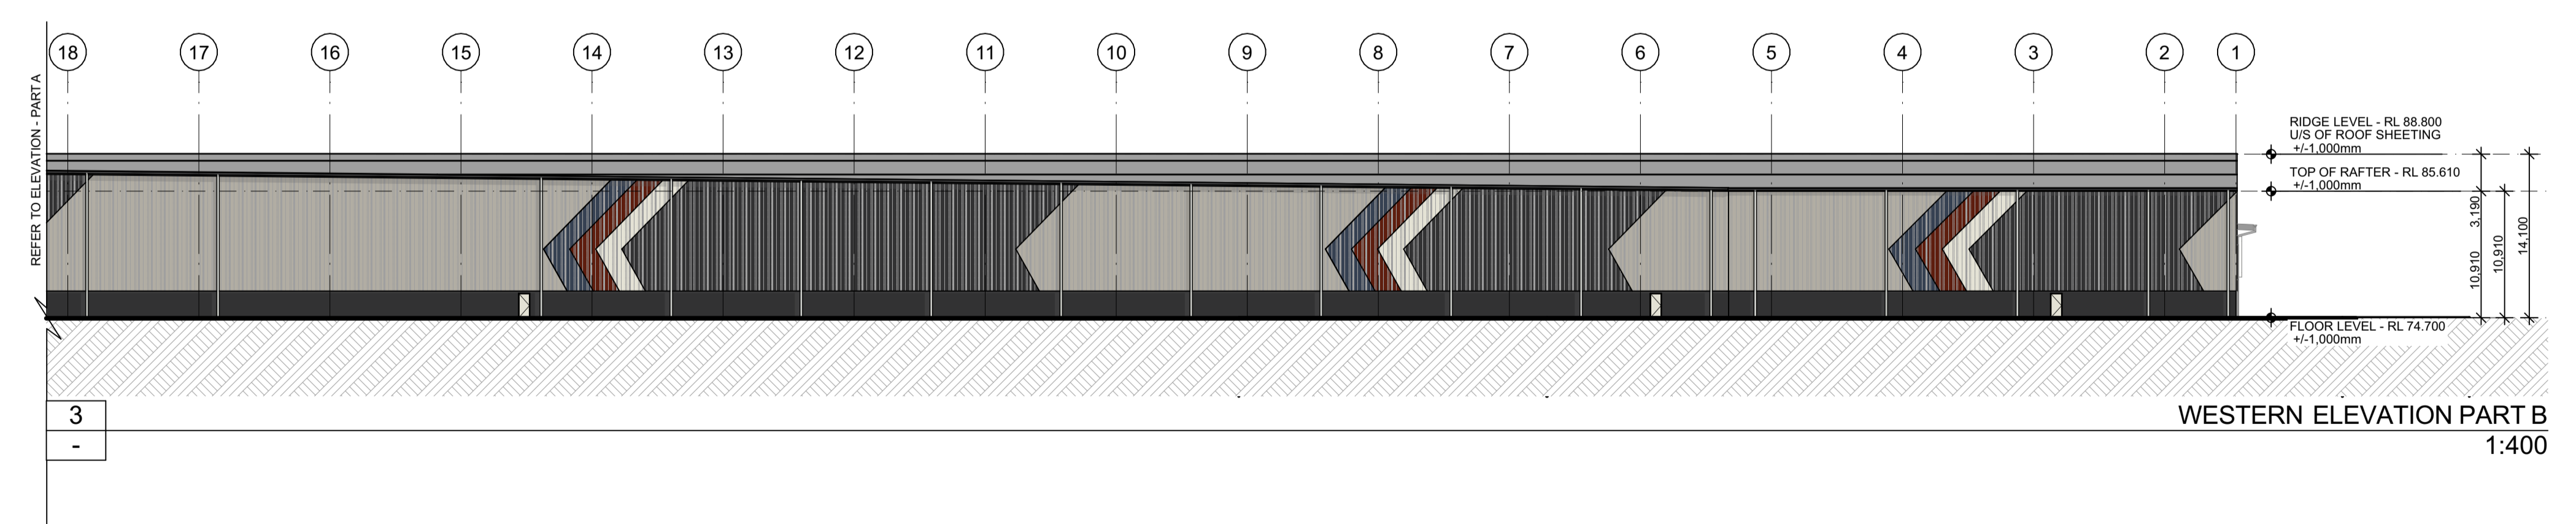 18 17 16 15 14 13 12 11 10 9 8 7 6 5 4 3 2 1
REFER TO ELEVATION - PART A
RIDGE LEVEL - RL 88.800
U/S OF ROOF SHEETING
+/-1,000mm
TOP OF RAFTER - RL 85.610
+/-1,000mm
3,190
10,910
10,910
14,100
FLOOR LEVEL - RL 74.700
+/-1,000mm
3
-
WESTERN ELEVATION PART B
1:400